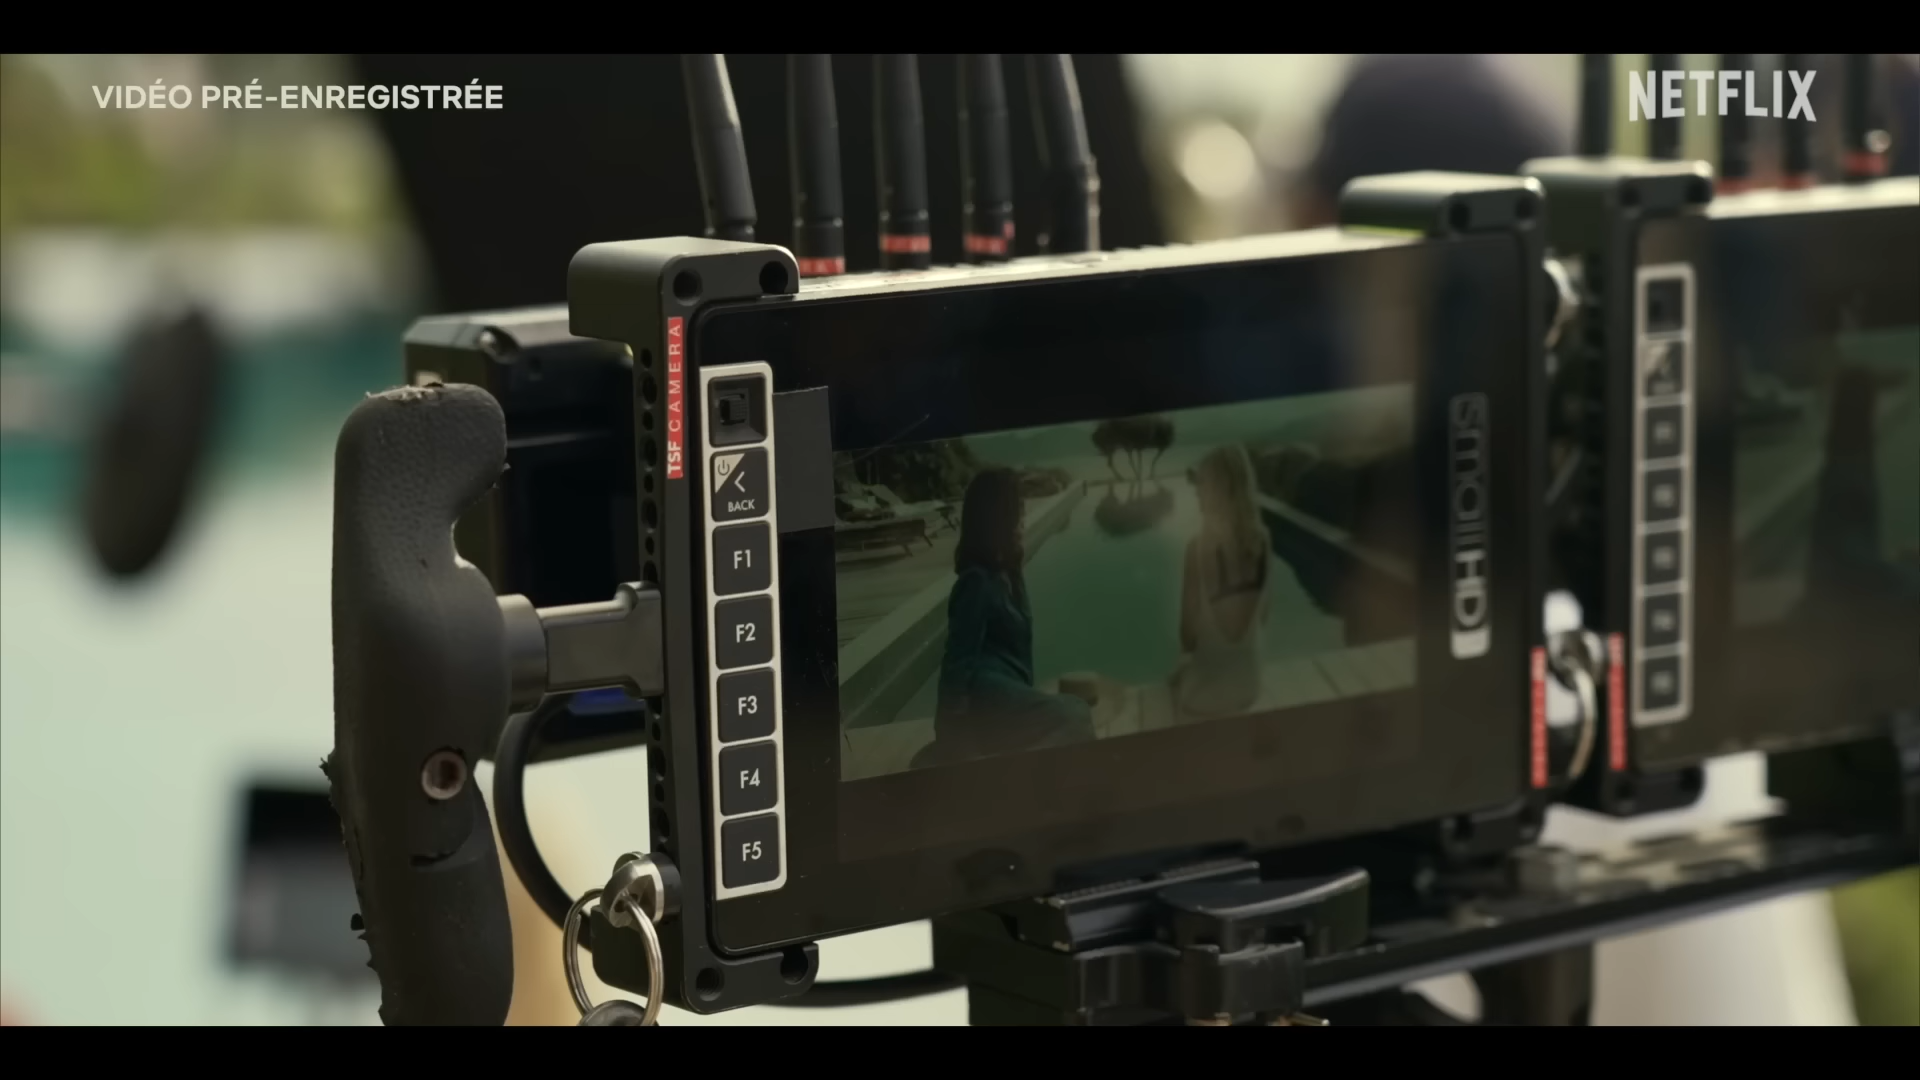 VIDÉO PRÉ-ENREGISTRÉE
NETFLIX
TSF CAMERA
BACK
F1
F2
F3
F4
F5
smallHD